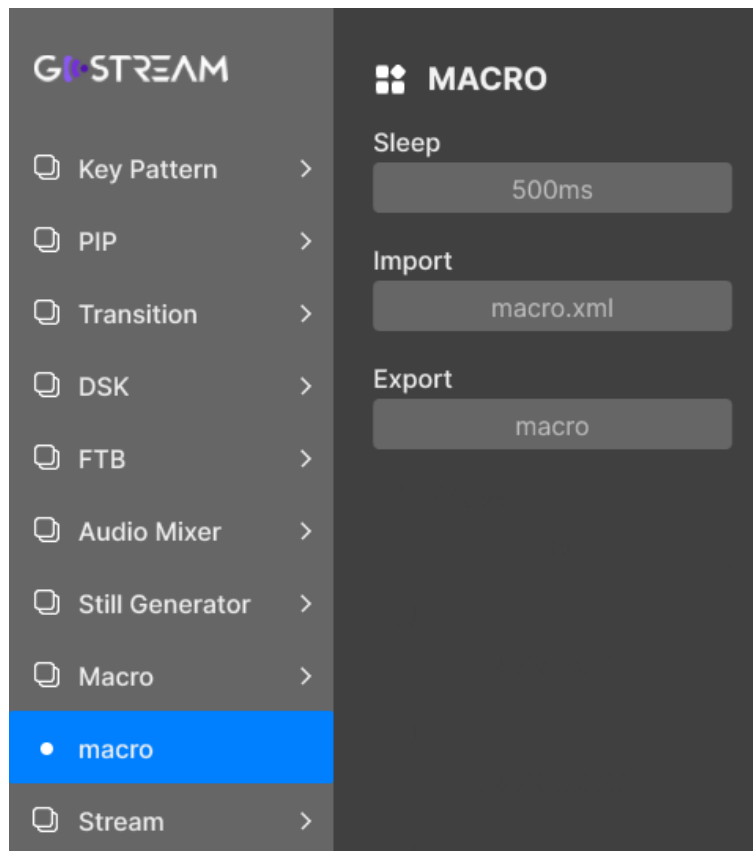 GOSTREAM
Key Pattern
PIP
Transition
DSK
FTB
Audio Mixer
Still Generator
Macro
macro
Stream
MACRO
Sleep
500ms
Import
macro.xml
Export
macro